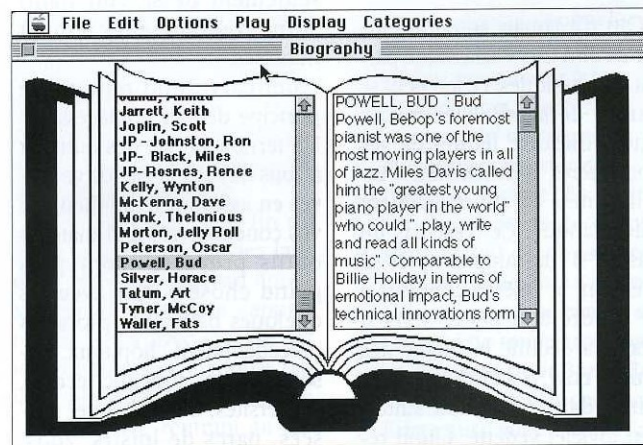 File Edit Options Play Display Categories
Biography
Jarrett, Keith
Joplin, Scott
JP - Johnston, Ron
JP- Black, Miles
JP-Rosnes, Renee
Kelly, Wynton
McKenna, Dave
Monk, Thelonious
Morton, Jelly Roll
Peterson, Oscar
Powell, Bud
Silver, Horace
Tatum, Art
Tyner, McCoy
Waller, Fats
POWELL, BUD : Bud
Powell, Bebop's foremost
pianist was one of the
most moving players in all
of jazz. Miles Davis called
him the "greatest young
piano player in the world"
who could "..play, write
and read all kinds of
music". Comparable to
Billie Holiday in terms of
emotional impact, Bud's
technical innovations form